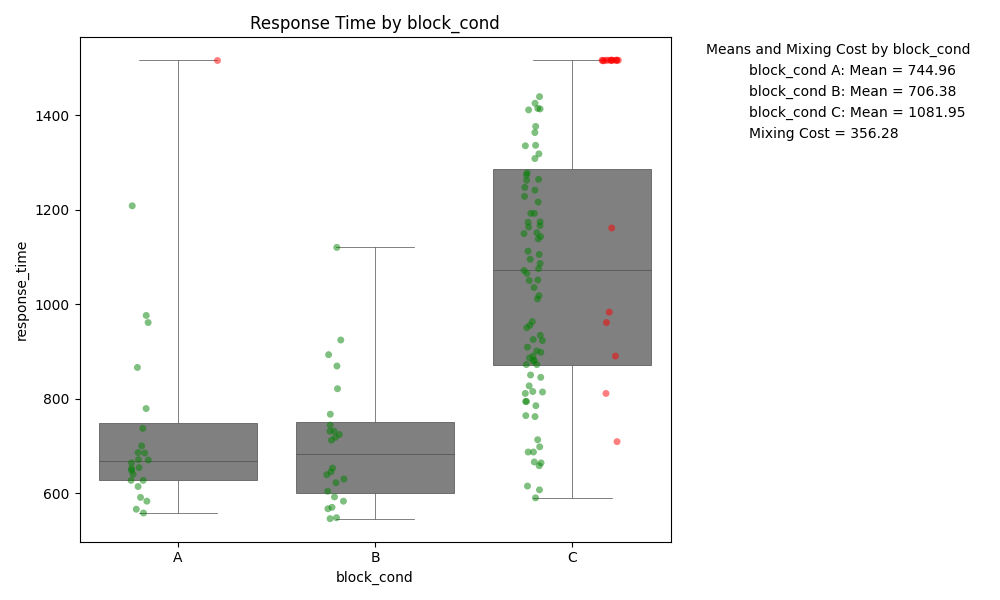 Response Time by block_cond
Means and Mixing Cost by block_cond
block_cond A: Mean = 744.96
block_cond B: Mean = 706.38
block_cond C: Mean = 1081.95
Mixing Cost = 356.28
response_time
1400
1200
1000
800
600
A B C
block_cond